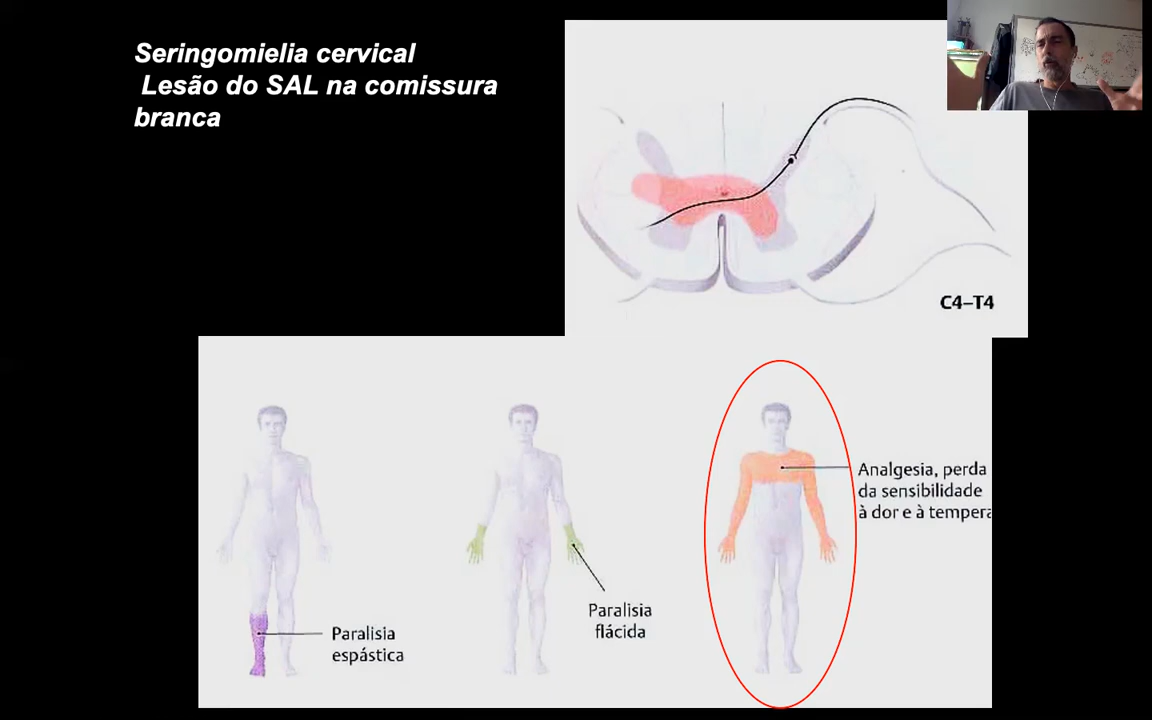 Seringomielia cervical
Lesão do SAL na comissura
branca
C4–T4
Analgesia, perda
da sensibilidade
à dor e à tempera
Paralisia
flácida
Paralisia
espástica